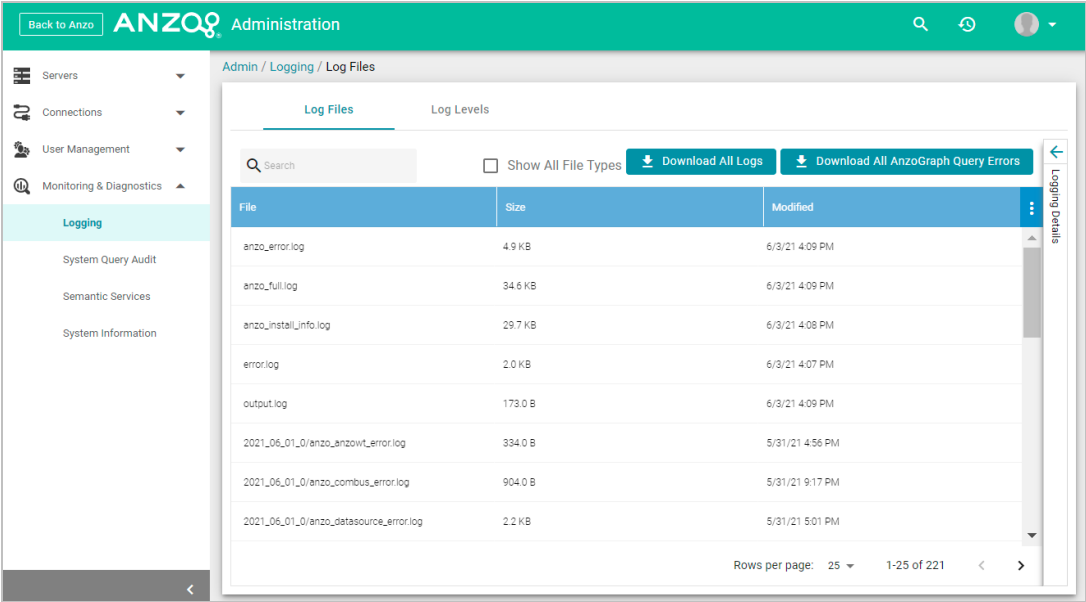 Back to Anzo ANZO® Administration
Servers
Connections
User Management
Monitoring & Diagnostics
Logging
System Query Audit
Semantic Services
System Information
Admin / Logging / Log Files
Log Files Log Levels
Search Show All File Types Download All Logs Download All AnzoGraph Query Errors
File Size Modified
anzo_error.log 4.9 KB 6/3/21 4:09 PM
anzo_full.log 34.6 KB 6/3/21 4:09 PM
anzo_install_info.log 29.7 KB 6/3/21 4:08 PM
error.log 2.0 KB 6/3/21 4:07 PM
output.log 173.0 B 6/3/21 4:09 PM
2021_06_01_0/anzo_anzowt_error.log 334.0 B 5/31/21 4:56 PM
2021_06_01_0/anzo_combus_error.log 904.0 B 5/31/21 9:17 PM
2021_06_01_0/anzo_datasource_error.log 2.2 KB 5/31/21 5:01 PM
Rows per page: 25 1-25 of 221
Logging Details